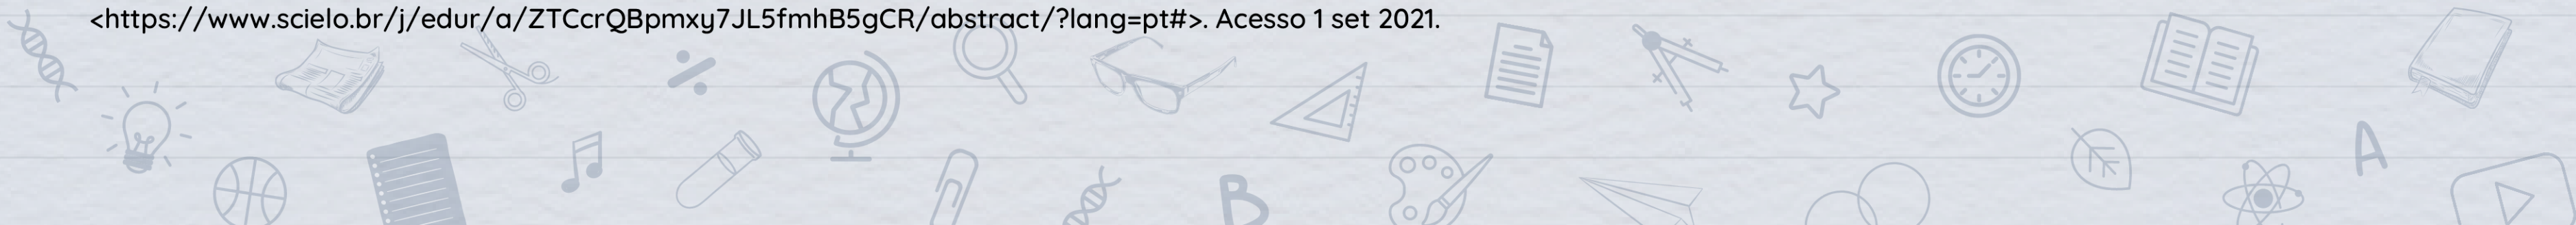 <https://www.scielo.br/j/edur/a/ZTCcrQBpmxy7JL5fmhB5gCR/abstract/?lang=pt#>. Acesso 1 set 2021.
B
A